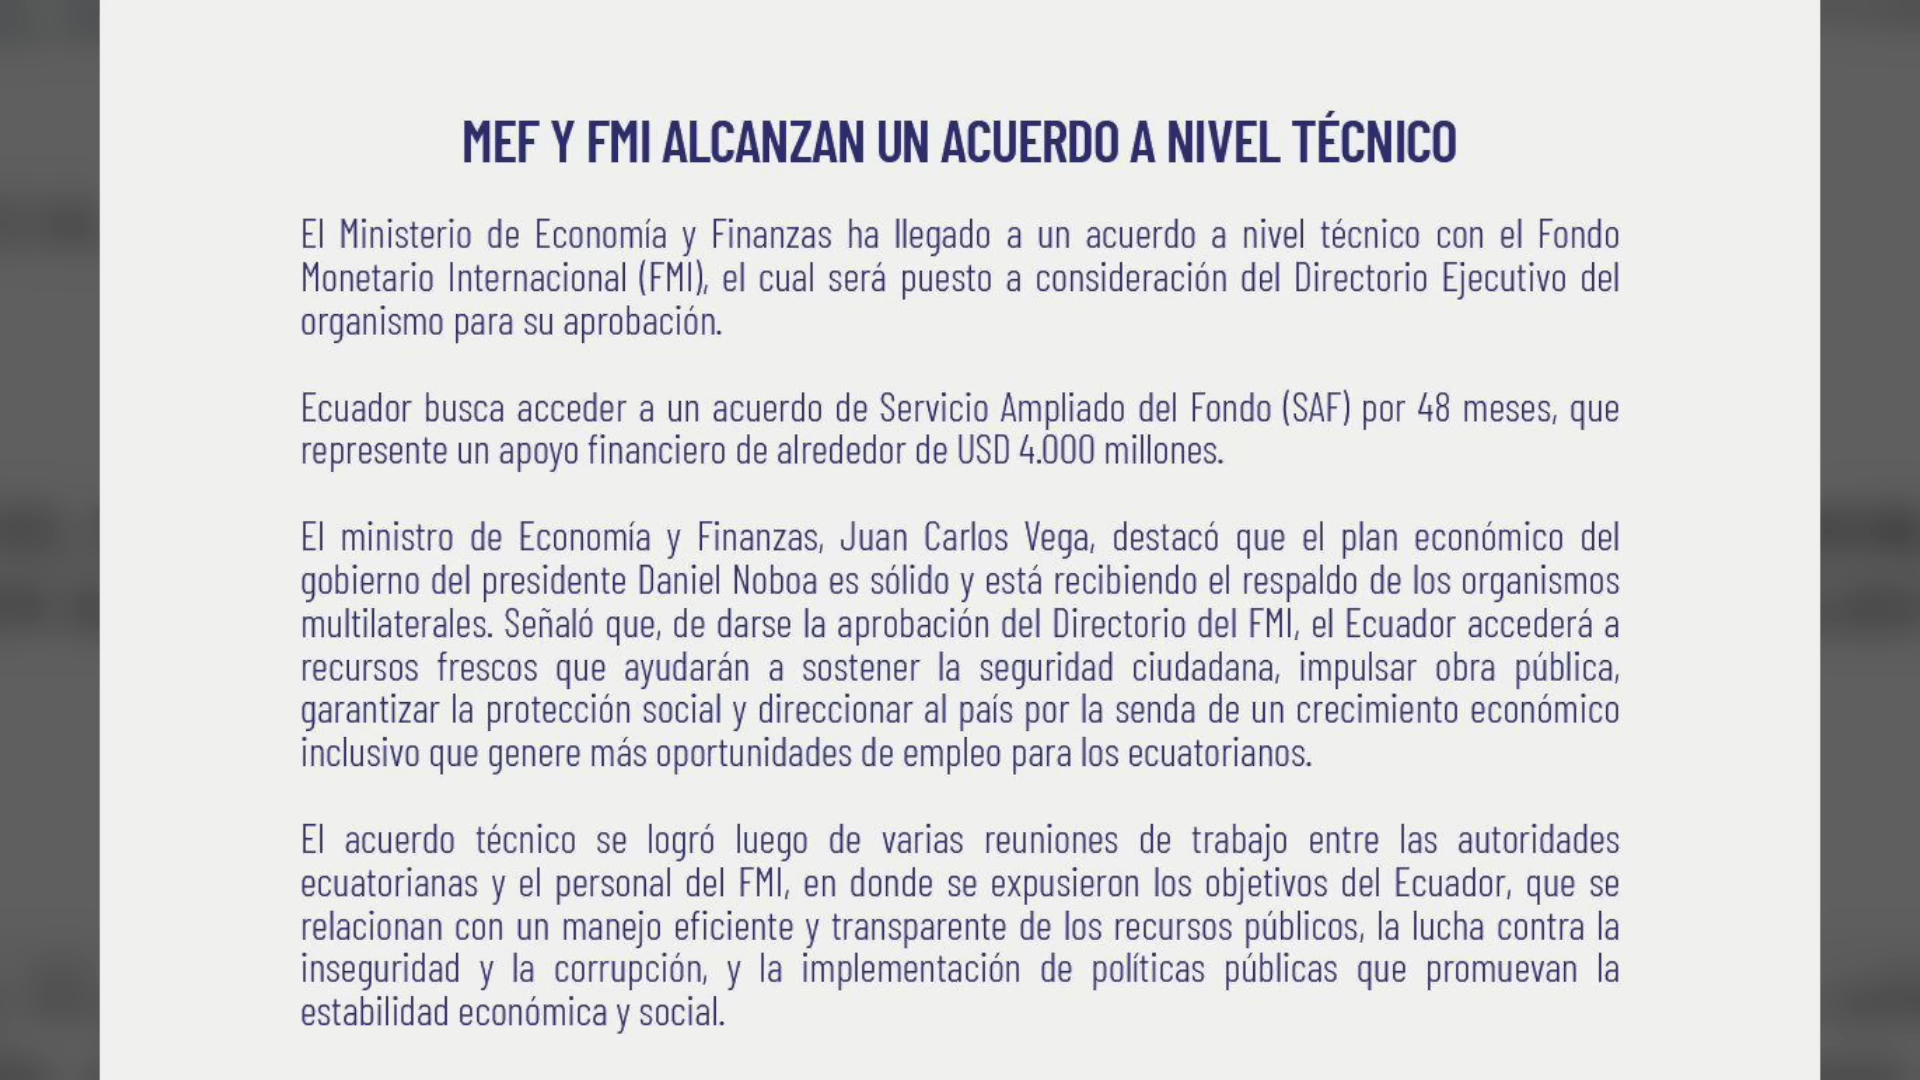 MEF Y FMI ALCANZAN UN ACUERDO A NIVEL TÉCNICO
El Ministerio de Economía y Finanzas ha llegado a un acuerdo a nivel técnico con el Fondo
Monetario Internacional (FMI), el cual será puesto a consideración del Directorio Ejecutivo del
organismo para su aprobación.
Ecuador busca acceder a un acuerdo de Servicio Ampliado del Fondo (SAF) por 48 meses, que
represente un apoyo financiero de alrededor de USD 4.000 millones.
El ministro de Economía y Finanzas, Juan Carlos Vega, destacó que el plan económico del
gobierno del presidente Daniel Noboa es sólido y está recibiendo el respaldo de los organismos
multilaterales. Señaló que, de darse la aprobación del Directorio del FMI, el Ecuador accederá a
recursos frescos que ayudarán a sostener la seguridad ciudadana, impulsar obra pública,
garantizar la protección social y direccionar al país por la senda de un crecimiento económico
inclusivo que genere más oportunidades de empleo para los ecuatorianos.
El acuerdo técnico se logró luego de varias reuniones de trabajo entre las autoridades
ecuatorianas y el personal del FMI, en donde se expusieron los objetivos del Ecuador, que se
relacionan con un manejo eficiente y transparente de los recursos públicos, la lucha contra la
inseguridad y la corrupción, y la implementación de políticas públicas que promuevan la
estabilidad económica y social.